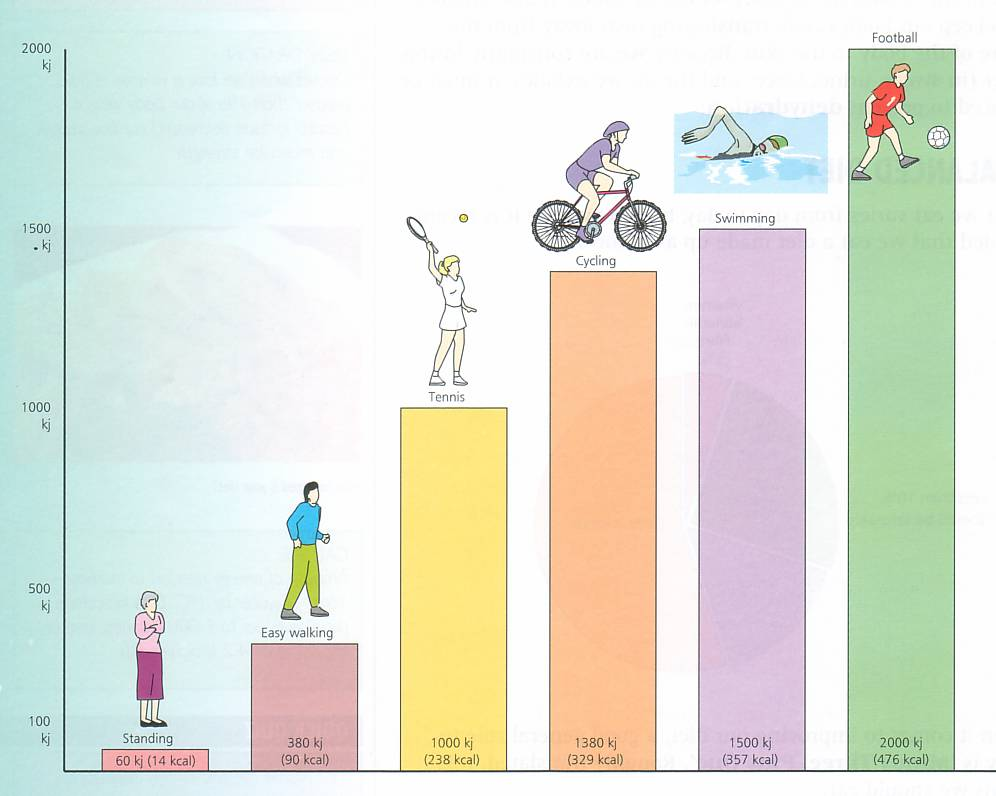 2000
kj
1500
kj
1000
kj
500
kj
100
kj
Standing
60 kj (14 kcal)
Easy walking
380 kj
(90 kcal)
Tennis
1000 kj
(238 kcal)
Cycling
1380 kj
(329 kcal)
Swimming
1500 kj
(357 kcal)
Football
2000 kj
(476 kcal)